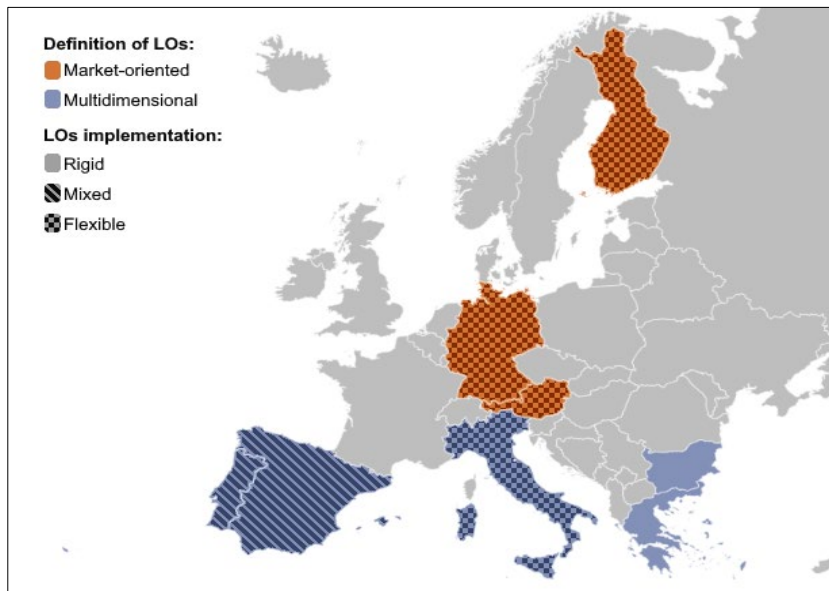 Definition of LOs:
Market-oriented
Multidimensional
LOs implementation:
Rigid
Mixed
Flexible